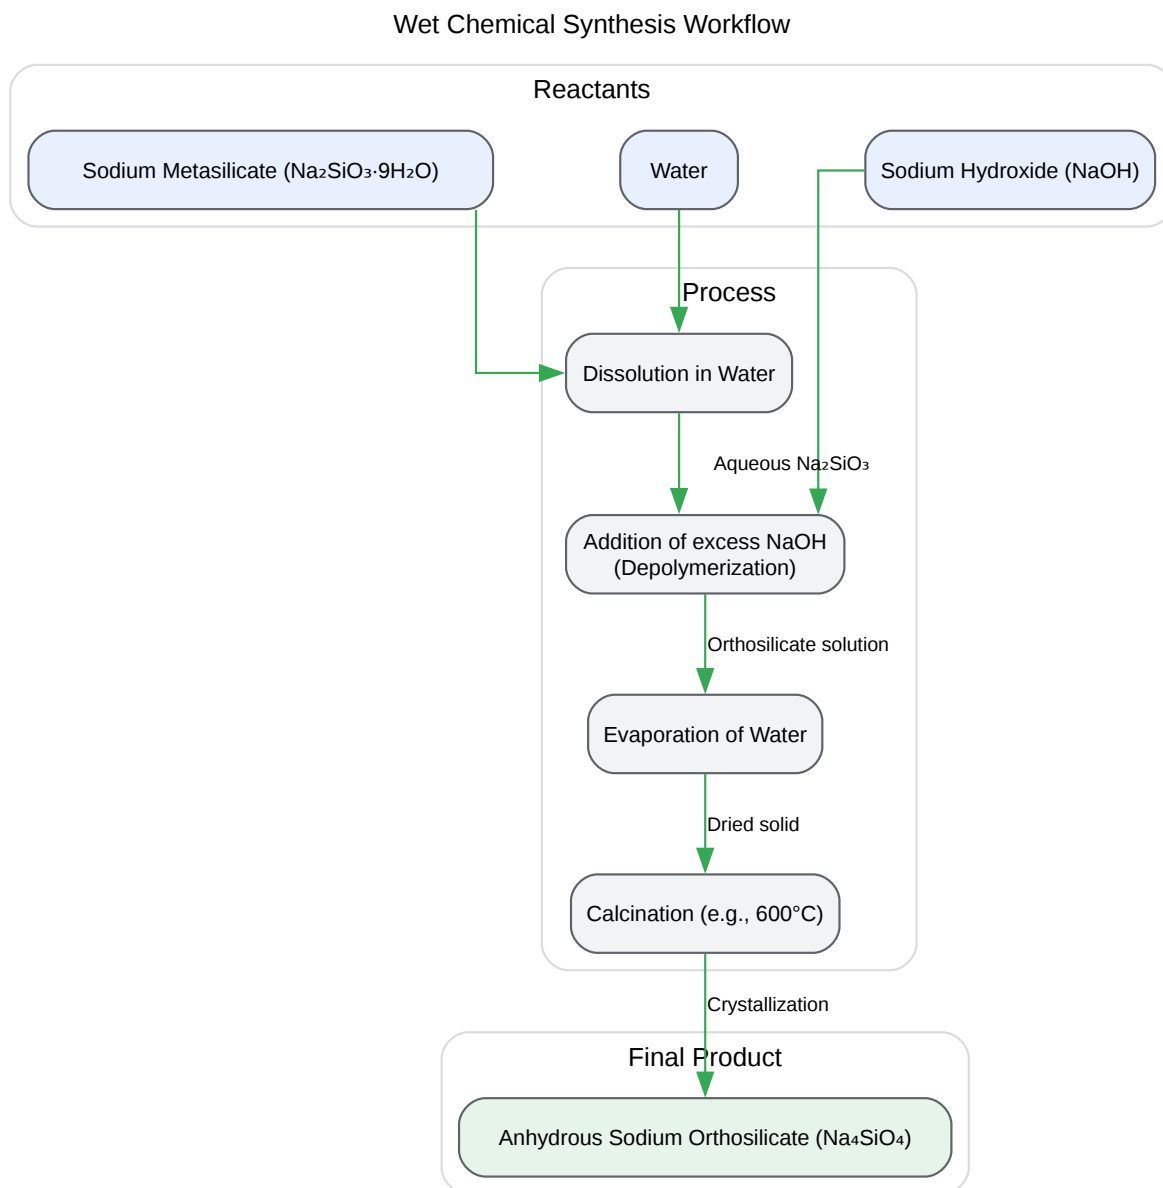 Wet Chemical Synthesis Workflow
Reactants
Sodium Metasilicate (Na₂SiO₃·9H₂O)
Water
Sodium Hydroxide (NaOH)
Process
Dissolution in Water
Aqueous Na₂SiO₃
Addition of excess NaOH
(Depolymerization)
Orthosilicate solution
Evaporation of Water
Dried solid
Calcination (e.g., 600°C)
Crystallization
Final Product
Anhydrous Sodium Orthosilicate (Na₄SiO₄)